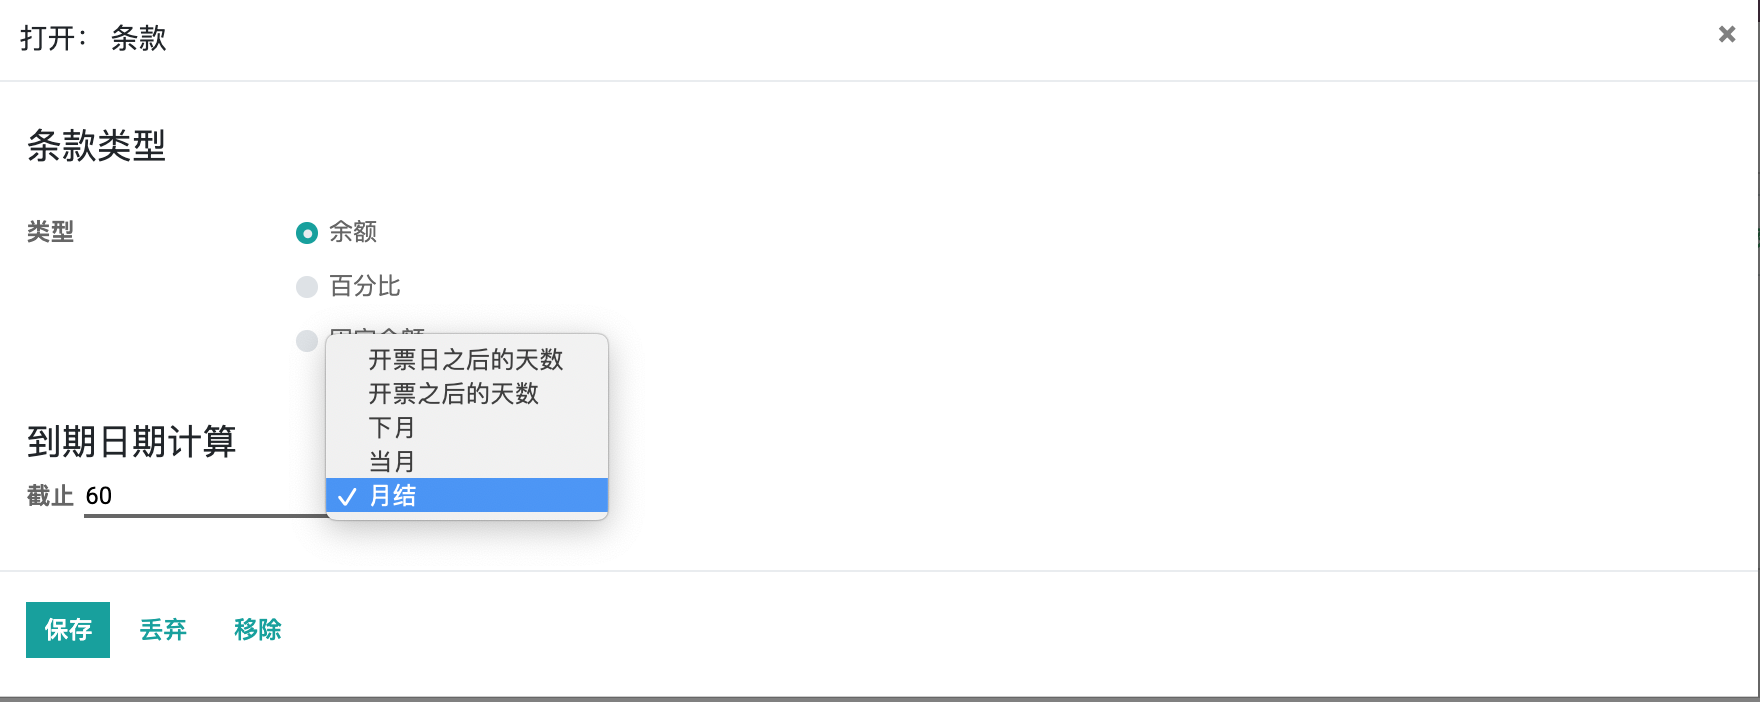 打开： 条款
条款类型
类型
余额
百分比
开票日之后的天数
开票之后的天数
下月
当月
到期日期计算
截止 60
月结
保存 丢弃 移除